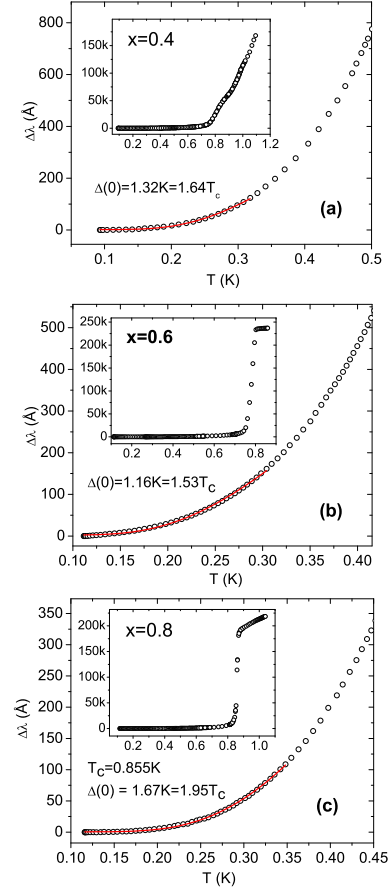 x=0.4
800
600
400
200
0
Δλ (Å)
150k
100k
50k
0
0.2 0.4 0.6 0.8 1.0 1.2
Δ(0)=1.32K=1.64Tc
(a)
0.1 0.2 0.3 0.4 0.5
T (K)
x=0.6
500
400
300
200
100
0
Δλ (Å)
250k
200k
150k
100k
50k
0
0.2 0.4 0.6 0.8
Δ(0)=1.16K=1.53TC
(b)
0.10 0.15 0.20 0.25 0.30 0.35 0.40
T (K)
x=0.8
350
300
250
200
150
100
50
0
Δλ (Å)
200k
150k
100k
50k
0
0.2 0.4 0.6 0.8 1.0
TC=0.855K
Δ(0) = 1.67K=1.95TC
(c)
0.10 0.15 0.20 0.25 0.30 0.35 0.40 0.45
T (K)